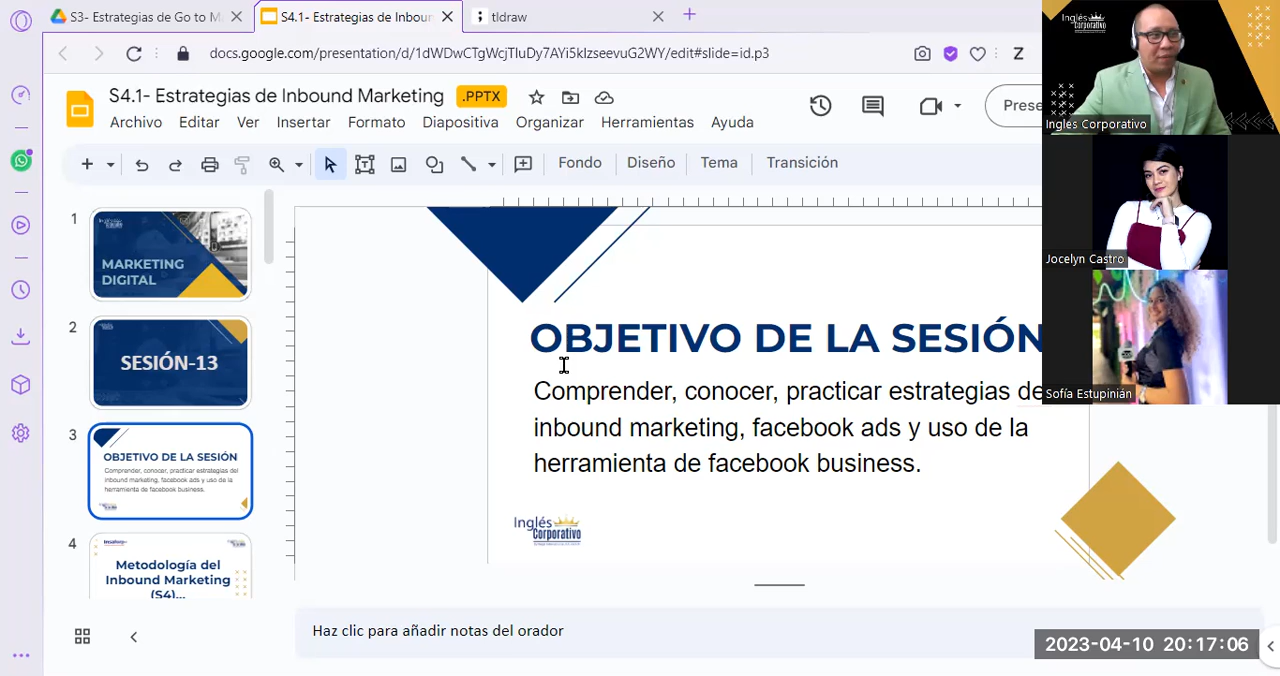 S3- Estrategias de Go to M
S4.1- Estrategias de Inbour
tldraw
docs.google.com/presentation/d/1dWDwCTgWcjTluDy7AYi5kIzseevuG2WY/edit#slide=id.p3
Z
S4.1- Estrategias de Inbound Marketing
.PPTX
Archivo Editar Ver Insertar Formato Diapositiva Organizar Herramientas Ayuda
Prese
Fondo Diseño Tema Transición
1
MARKETING
DIGITAL
2
SESIÓN-13
3
OBJETIVO DE LA SESIÓN
Comprender, conocer, practicar estrategias del
inbound marketing, facebook ads y uso de la
herramienta de facebook business.
4
Metodología del
Inbound Marketing
(S4)...
OBJETIVO DE LA SESIÓN
Comprender, conocer, practicar estrategias de
inbound marketing, facebook ads y uso de la
herramienta de facebook business.
Inglés
Corporativo
Haz clic para añadir notas del orador
Inglés
Corporativo
Inglés Corporativo
Jocelyn Castro
Sofía Estupinián
2023-04-10 20:17:06